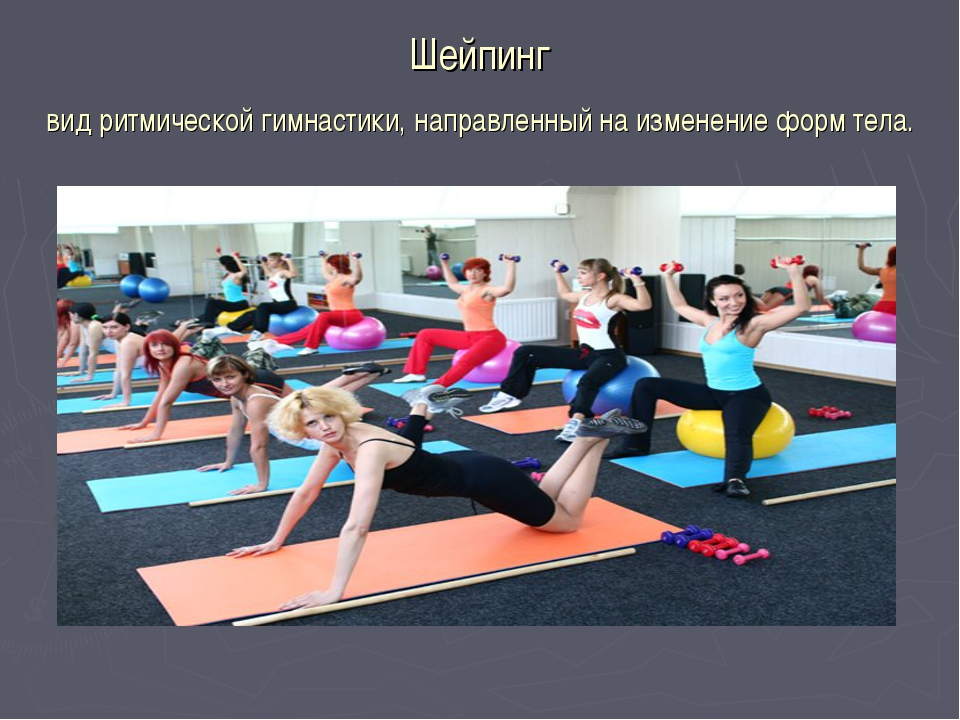 Шейпинг
вид ритмической гимнастики, направленный на изменение форм тела.